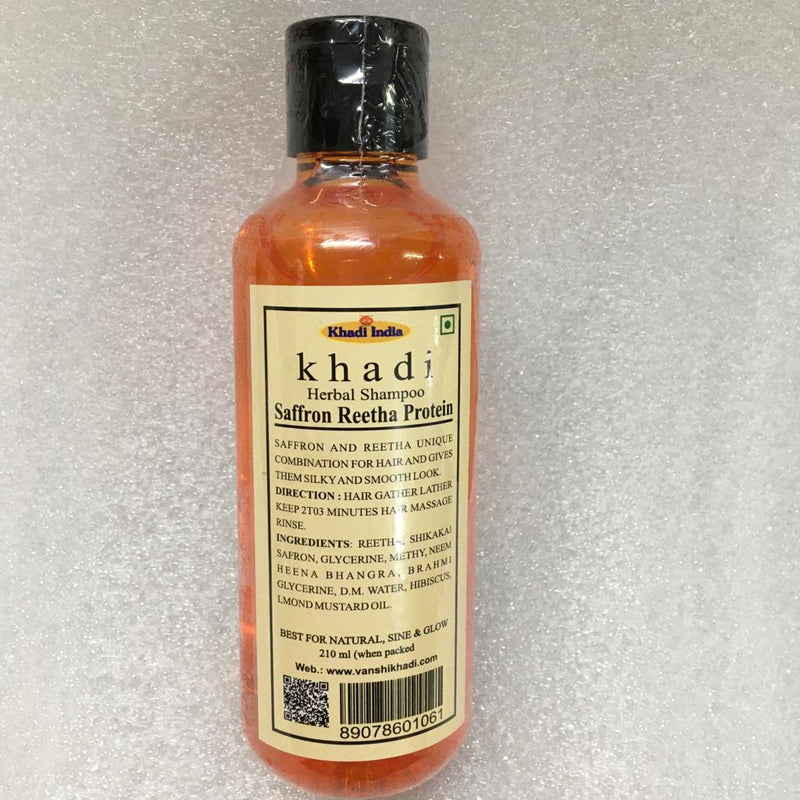 Khadi India
khadi
Herbal Shampoo
Saffron Reetha Protein
SAFFRON AND REETHA UNIQUE
COMBINATION FOR HAIR AND GIVES
THEM SILKY AND SMOOTH LOOK.
DIRECTION : HAIR GATHER LATHER
KEEP 2T03 MINUTES HAIR MASSAGE
RINSE.
INGREDIENTS: SHIKAKAI
SAFRON, GLYCERINE, METHY, NEEM
HEENA BHANGRA, BRAHMI
GLYCERINE, D.M. WATER, HIBISCUS,
LMOND MUSTARD OIL.
BEST FOR NATURAL, SINE & GLOW
210 ml (when packed
Web.: www.vanshikhadi.com
89078601061